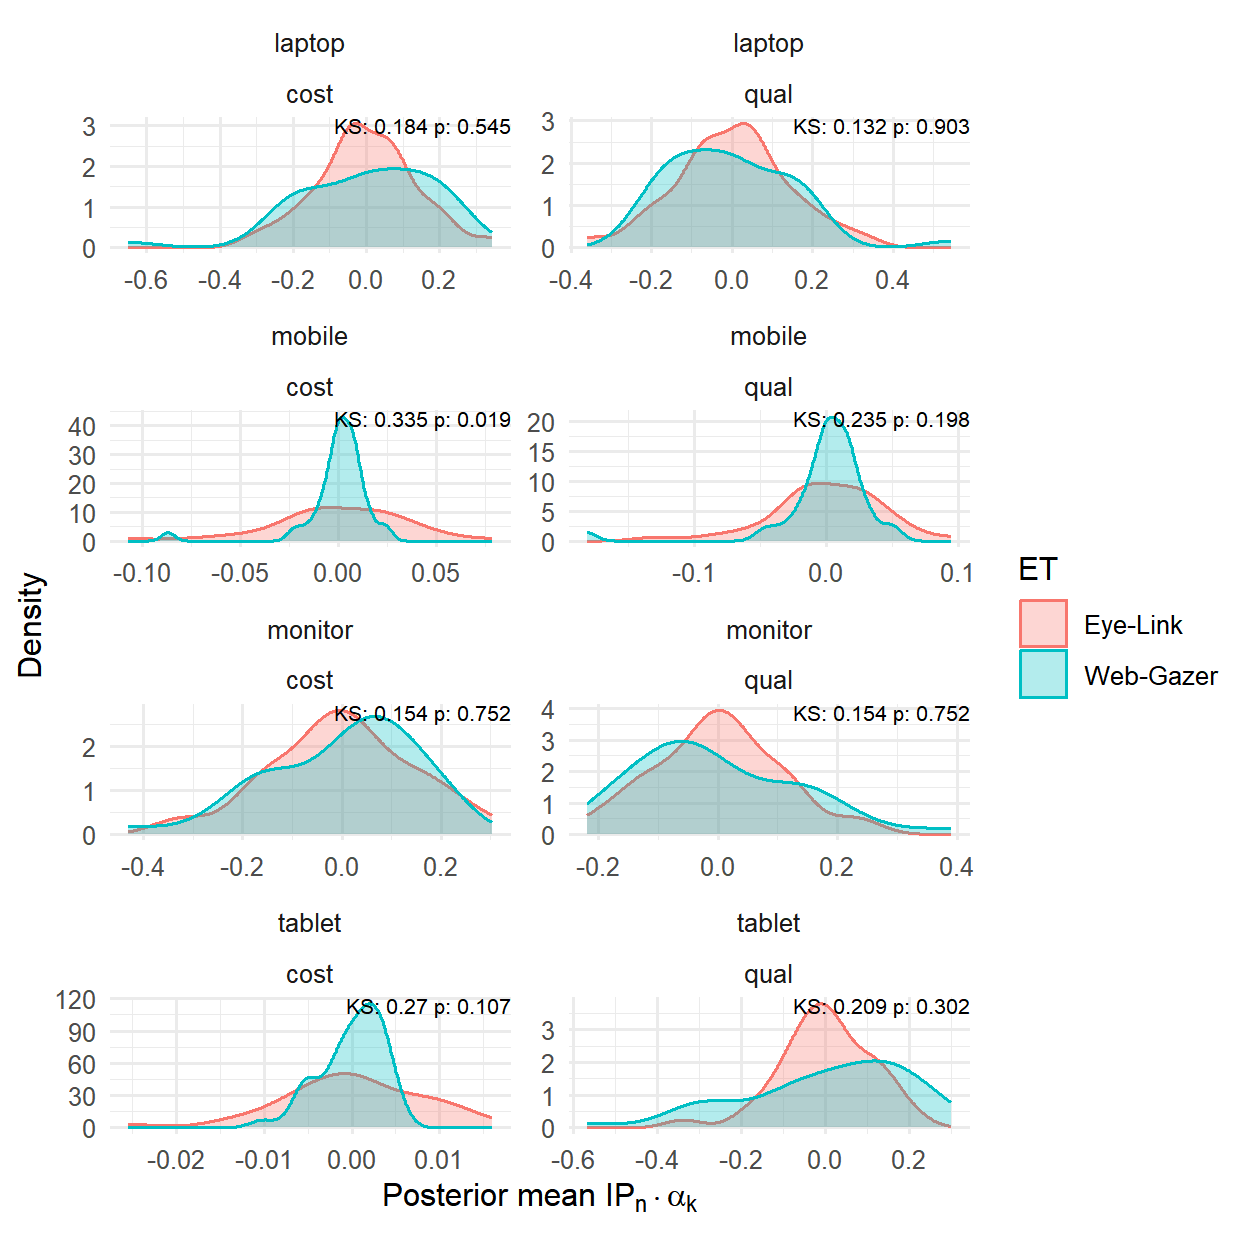 laptop laptop
cost qual
KS: 0.184 p: 0.545 KS: 0.132 p: 0.903
3 2 1 0
3 2 1 0
-0.6 -0.4 -0.2 0.0 0.2
-0.4 -0.2 0.0 0.2 0.4
mobile mobile
cost qual
KS: 0.335 p: 0.019 KS: 0.235 p: 0.198
40 30 20 10 0
20 15 10 5 0
-0.10 -0.05 0.00 0.05
-0.1 0.0 0.1
monitor monitor
cost qual
KS: 0.154 p: 0.752 KS: 0.154 p: 0.752
2 1 0
4 3 2 1 0
-0.4 -0.2 0.0 0.2
-0.2 0.0 0.2 0.4
tablet tablet
cost qual
KS: 0.27 p: 0.107 KS: 0.209 p: 0.302
120 90 60 30 0
3 2 1 0
-0.02 -0.01 0.00 0.01
-0.6 -0.4 -0.2 0.0 0.2
Posterior mean IPₙ · αₖ
Density
ET
Eye-Link
Web-Gazer